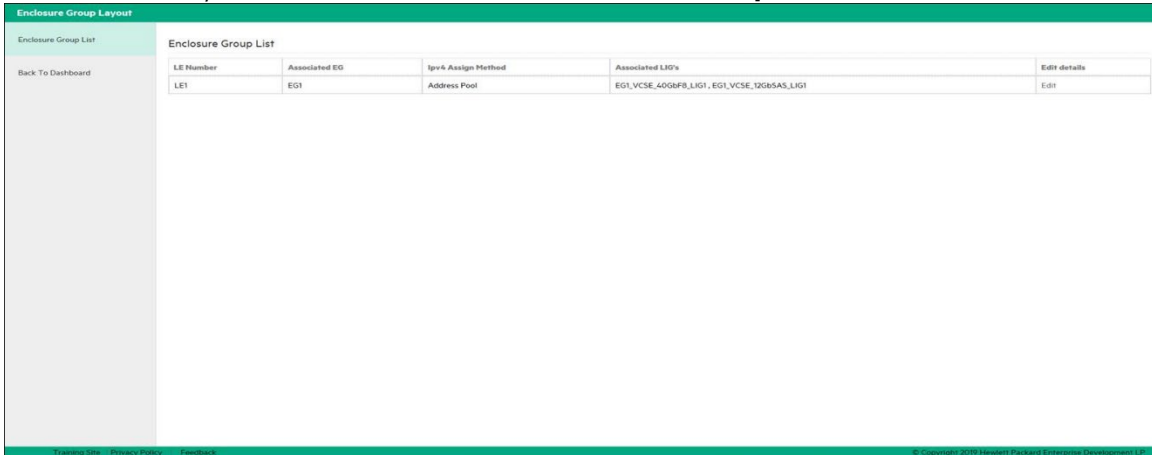 Enclosure Group Layout
Enclosure Group List
Back To Dashboard
Enclosure Group List
LE Number Associated EG Ipv4 Assign Method Associated LIG's Edit details
LE1 EG1 Address Pool EG1_VCSE_40GbF8_LIG1, EG1_VCSE_12GbSAS_LIG1 Edit
Training Site Privacy Policy Feedback © Copyright 2019 Hewlett Packard Enterprise Development LP